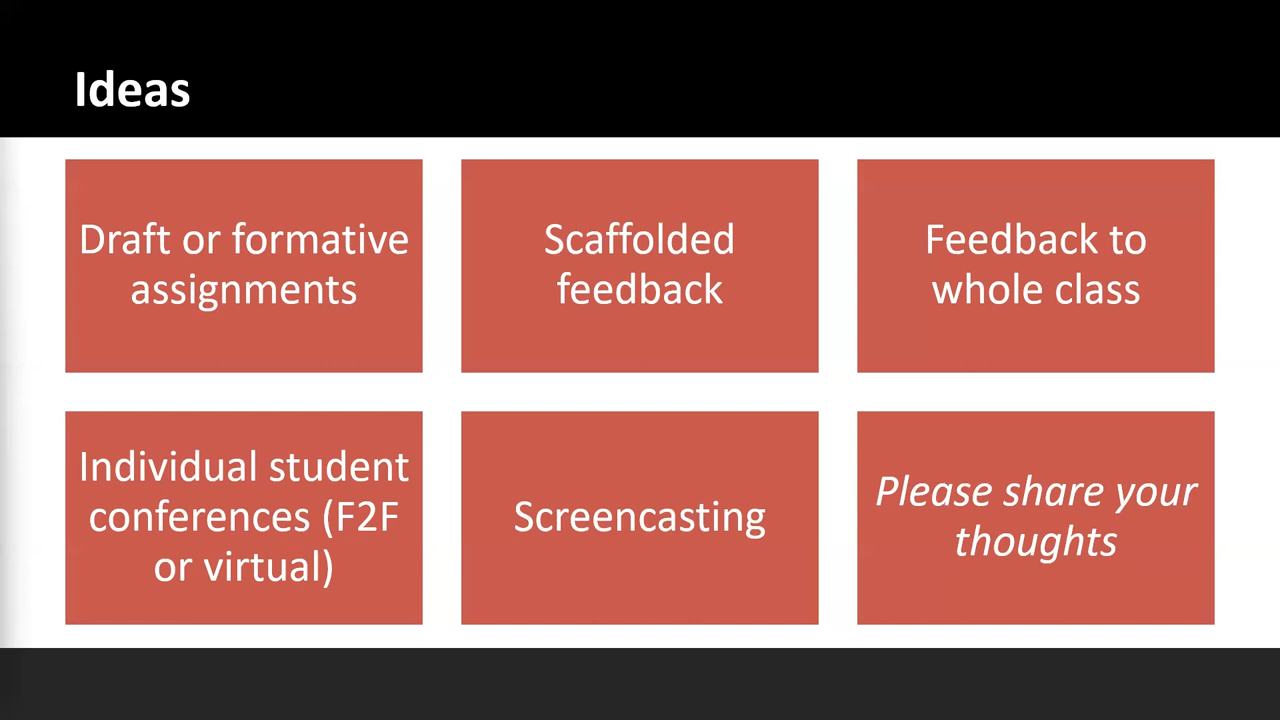 Ideas
Draft or formative
assignments
Scaffolded
feedback
Feedback to
whole class
Individual student
conferences (F2F
or virtual)
Screencasting
Please share your
thoughts